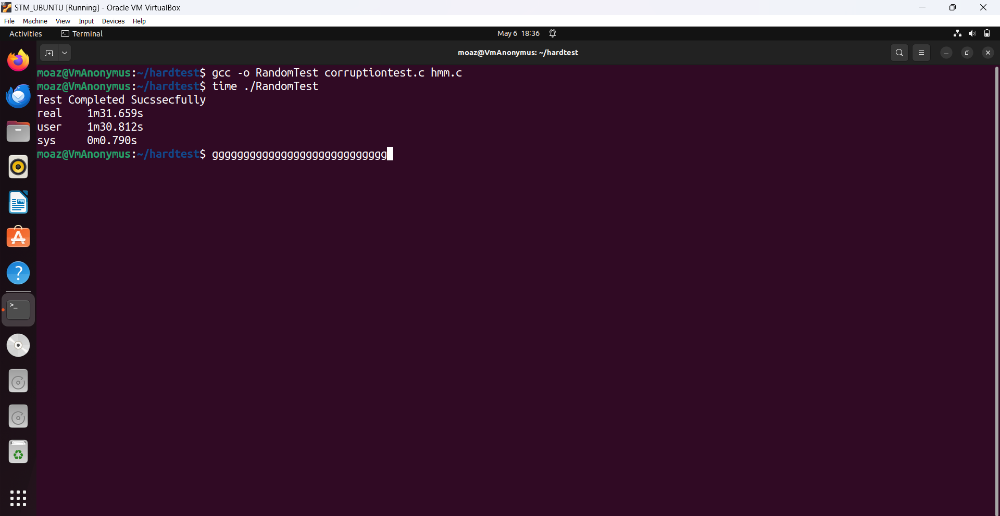 STM_UBUNTU [Running] - Oracle VM VirtualBox
File Machine View Input Devices Help
Activities Terminal May 6 18:36
moaz@VmAnonymus: ~/hardtest
moaz@VmAnonymus:~/hardtest$ gcc -o RandomTest corruptiontest.c hmm.c
moaz@VmAnonymus:~/hardtest$ time ./RandomTest
Test Completed Sucssecfully
real 1m31.659s
user 1m30.812s
sys 0m0.790s
moaz@VmAnonymus:~/hardtest$ gggggggggggggggggggggggggggg